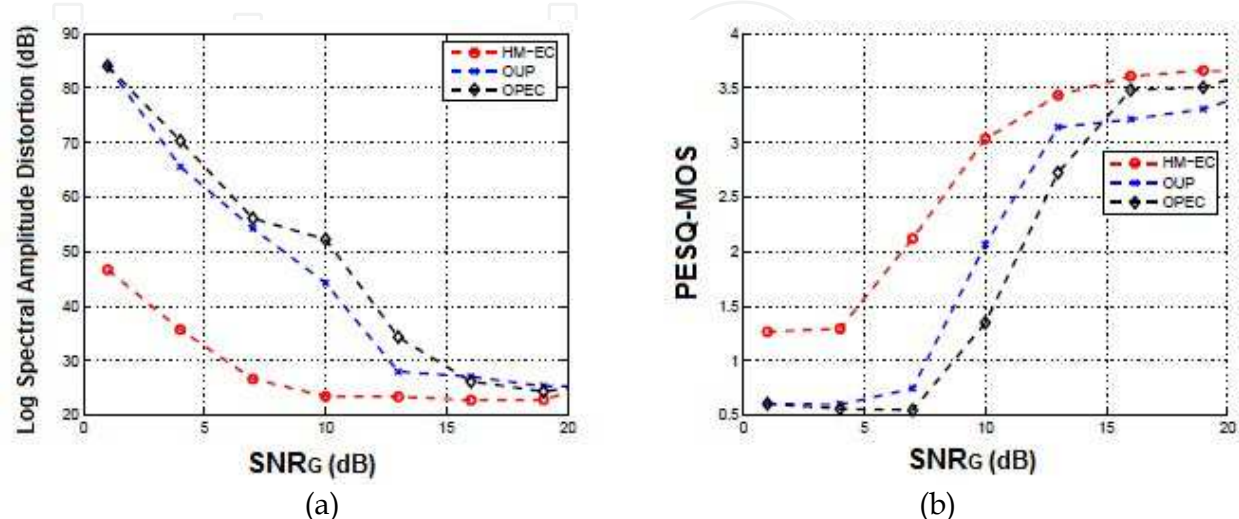 Log Spectral Amplitude Distortion (dB)
90
80
70
60
50
40
30
20
0
5
10
15
20
HM-EC
OUP
OPEC
SNRG (dB)
(a)
PESQ-MOS
4
3.5
3
2.5
2
1.5
1
0.5
0
5
10
15
20
HM-EC
OUP
OPEC
SNRG (dB)
(b)